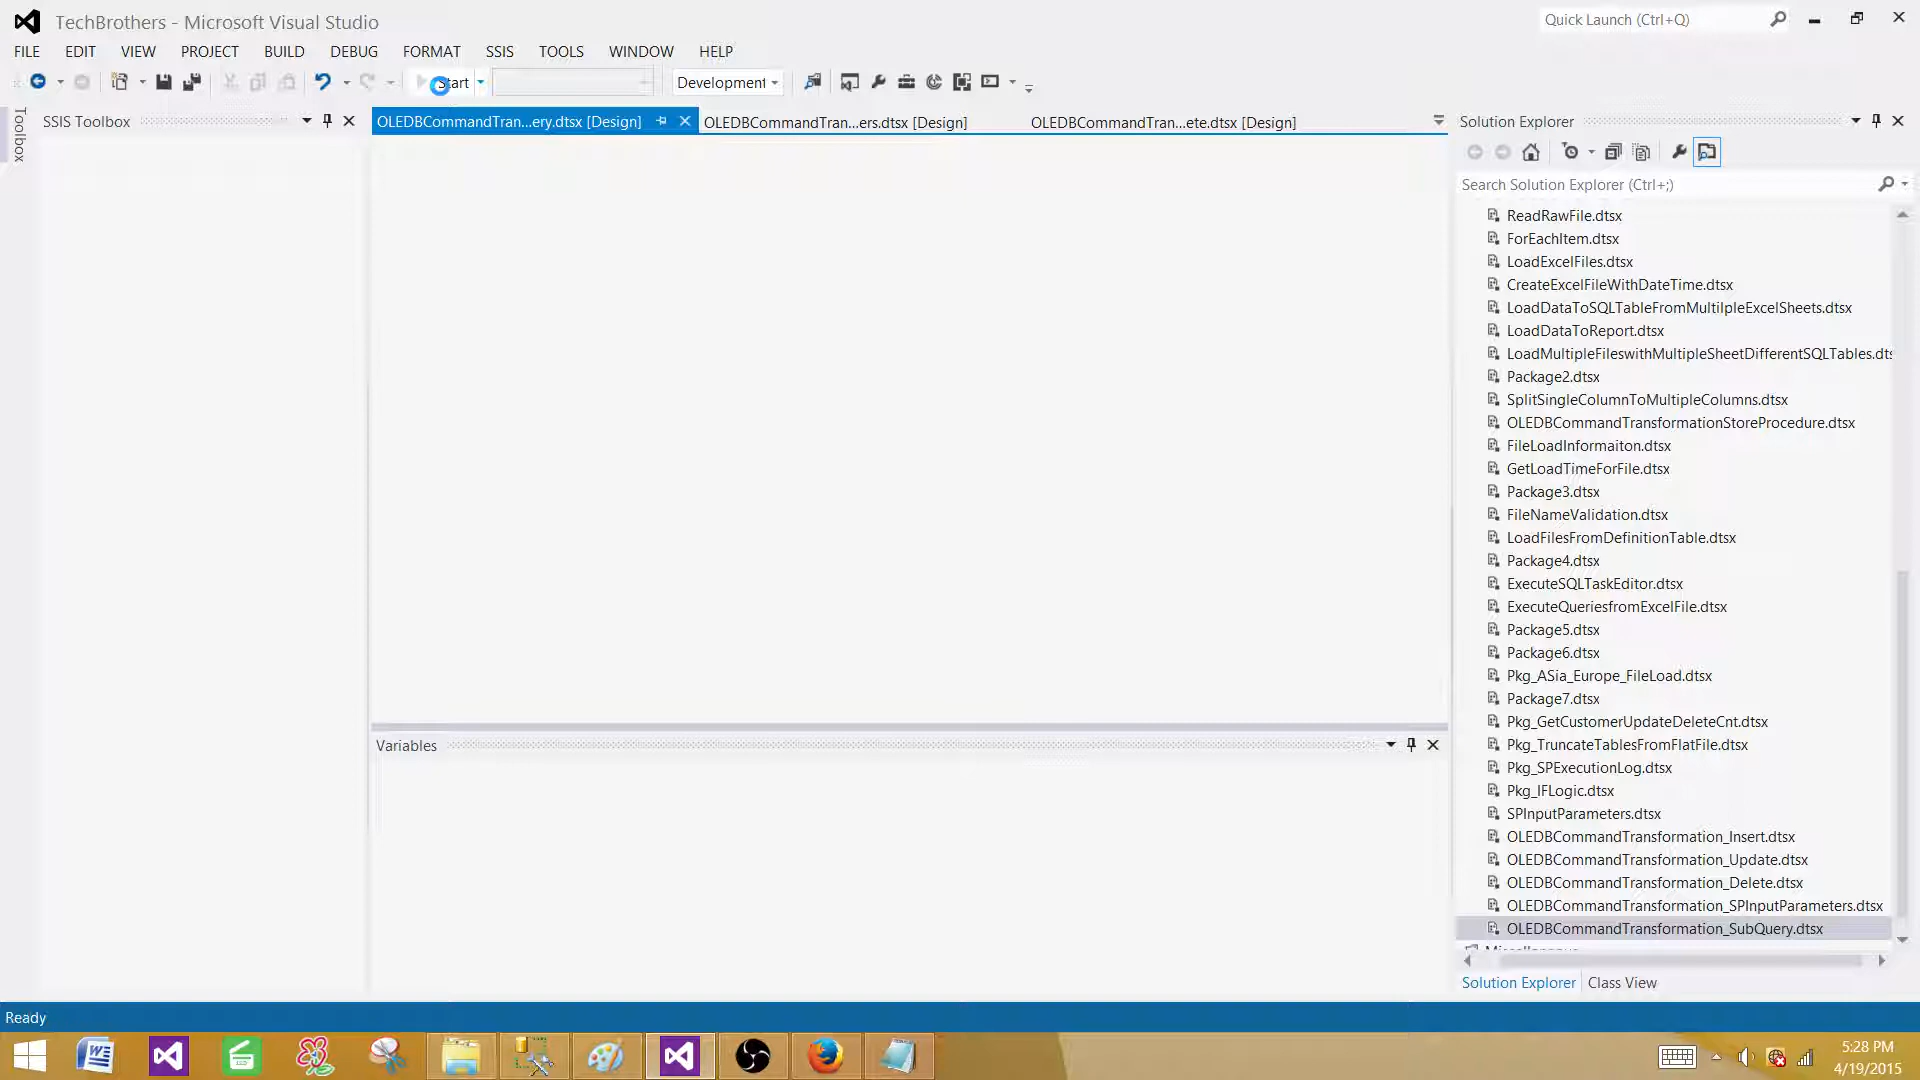 TechBrothers - Microsoft Visual Studio
Quick Launch (Ctrl+Q)
FILE EDIT VIEW PROJECT BUILD DEBUG FORMAT SSIS TOOLS WINDOW HELP
Start
Development
Toolbox
SSIS Toolbox
OLEDBCommandTran...ery.dtsx [Design]
OLEDBCommandTran...ers.dtsx [Design]
OLEDBCommandTran...ete.dtsx [Design]
Solution Explorer
Search Solution Explorer (Ctrl+;)
ReadRawFile.dtsx
ForEachItem.dtsx
LoadExcelFiles.dtsx
CreateExcelFileWithDateTime.dtsx
LoadDataToSQLTableFromMultiIpleExcelSheets.dtsx
LoadDataToReport.dtsx
LoadMultipleFileswithMultipleSheetDifferentSQLTables.dts
Package2.dtsx
SplitSingleColumnToMultipleColumns.dtsx
OLEDBCommandTransformationStoreProcedure.dtsx
FileLoadInformaiton.dtsx
GetLoadTimeForFile.dtsx
Package3.dtsx
FileNameValidation.dtsx
LoadFilesFromDefinitionTable.dtsx
Package4.dtsx
ExecuteSQLTaskEditor.dtsx
ExecuteQueriesfromExcelFile.dtsx
Package5.dtsx
Package6.dtsx
Pkg_ASia_Europe_FileLoad.dtsx
Package7.dtsx
Pkg_GetCustomerUpdateDeleteCnt.dtsx
Pkg_TruncateTablesFromFlatFile.dtsx
Pkg_SPExecutionLog.dtsx
Pkg_IFLogic.dtsx
SPInputParameters.dtsx
OLEDBCommandTransformation_Insert.dtsx
OLEDBCommandTransformation_Update.dtsx
OLEDBCommandTransformation_Delete.dtsx
OLEDBCommandTransformation_SPInputParameters.dtsx
OLEDBCommandTransformation_SubQuery.dtsx
Variables
Solution Explorer
Class View
Ready
5:28 PM
4/19/2015